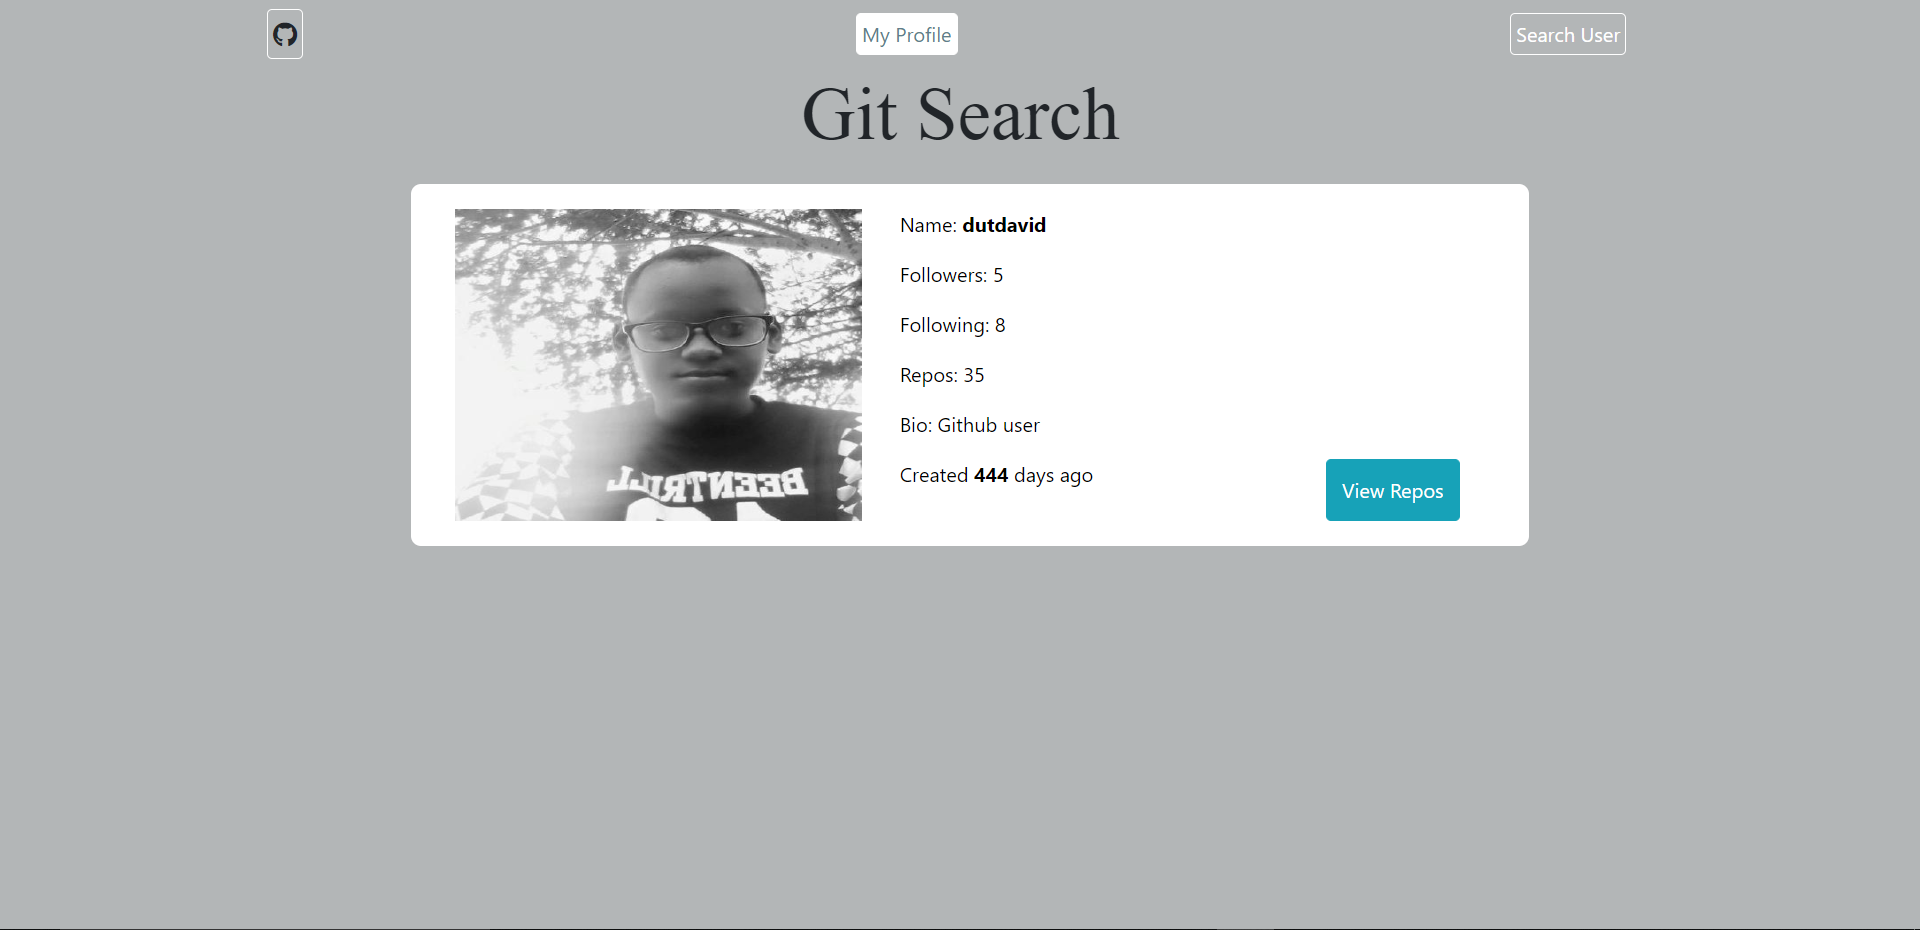 My Profile
Search User
Git Search
Name: dutdavid
Followers: 5
Following: 8
Repos: 35
Bio: Github user
Created 444 days ago
View Repos
BEENTRILL